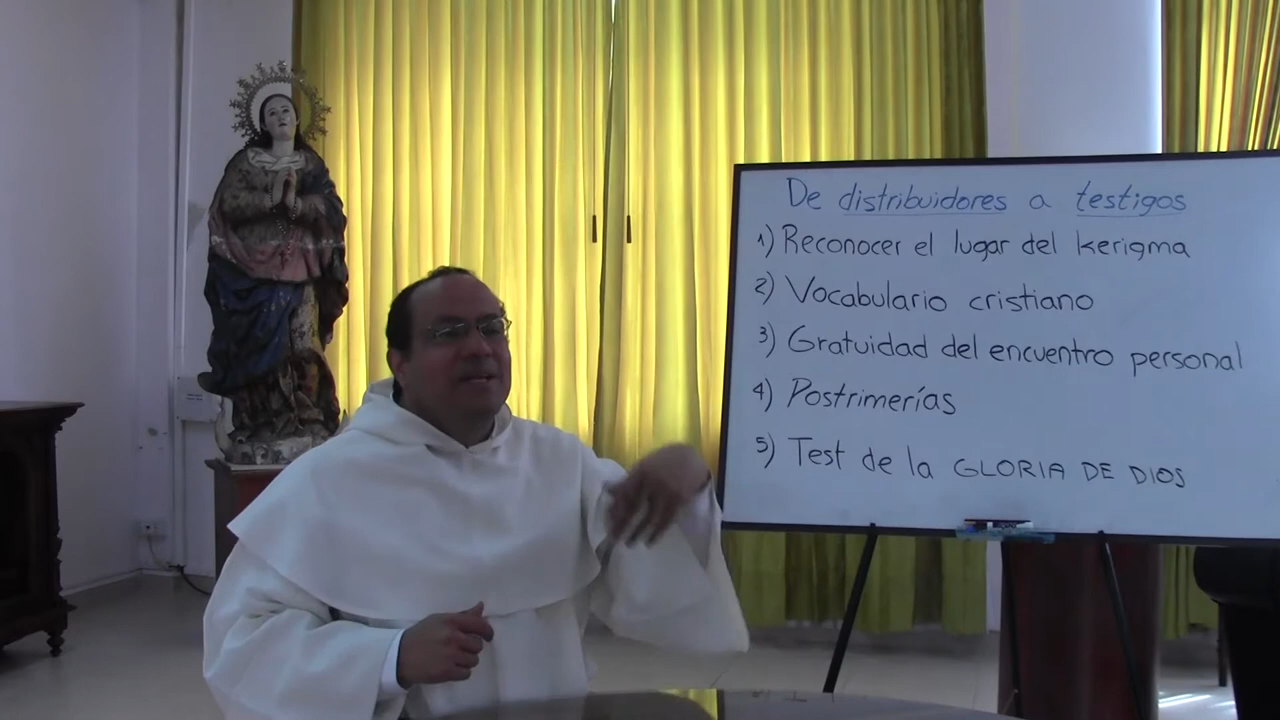 De distribuidores a testigos
1) Reconocer el lugar del kerigma
2) Vocabulario cristiano
3) Gratuidad del encuentro personal
4) Postrimerías
5) Test de la GLORIA DE DIOS